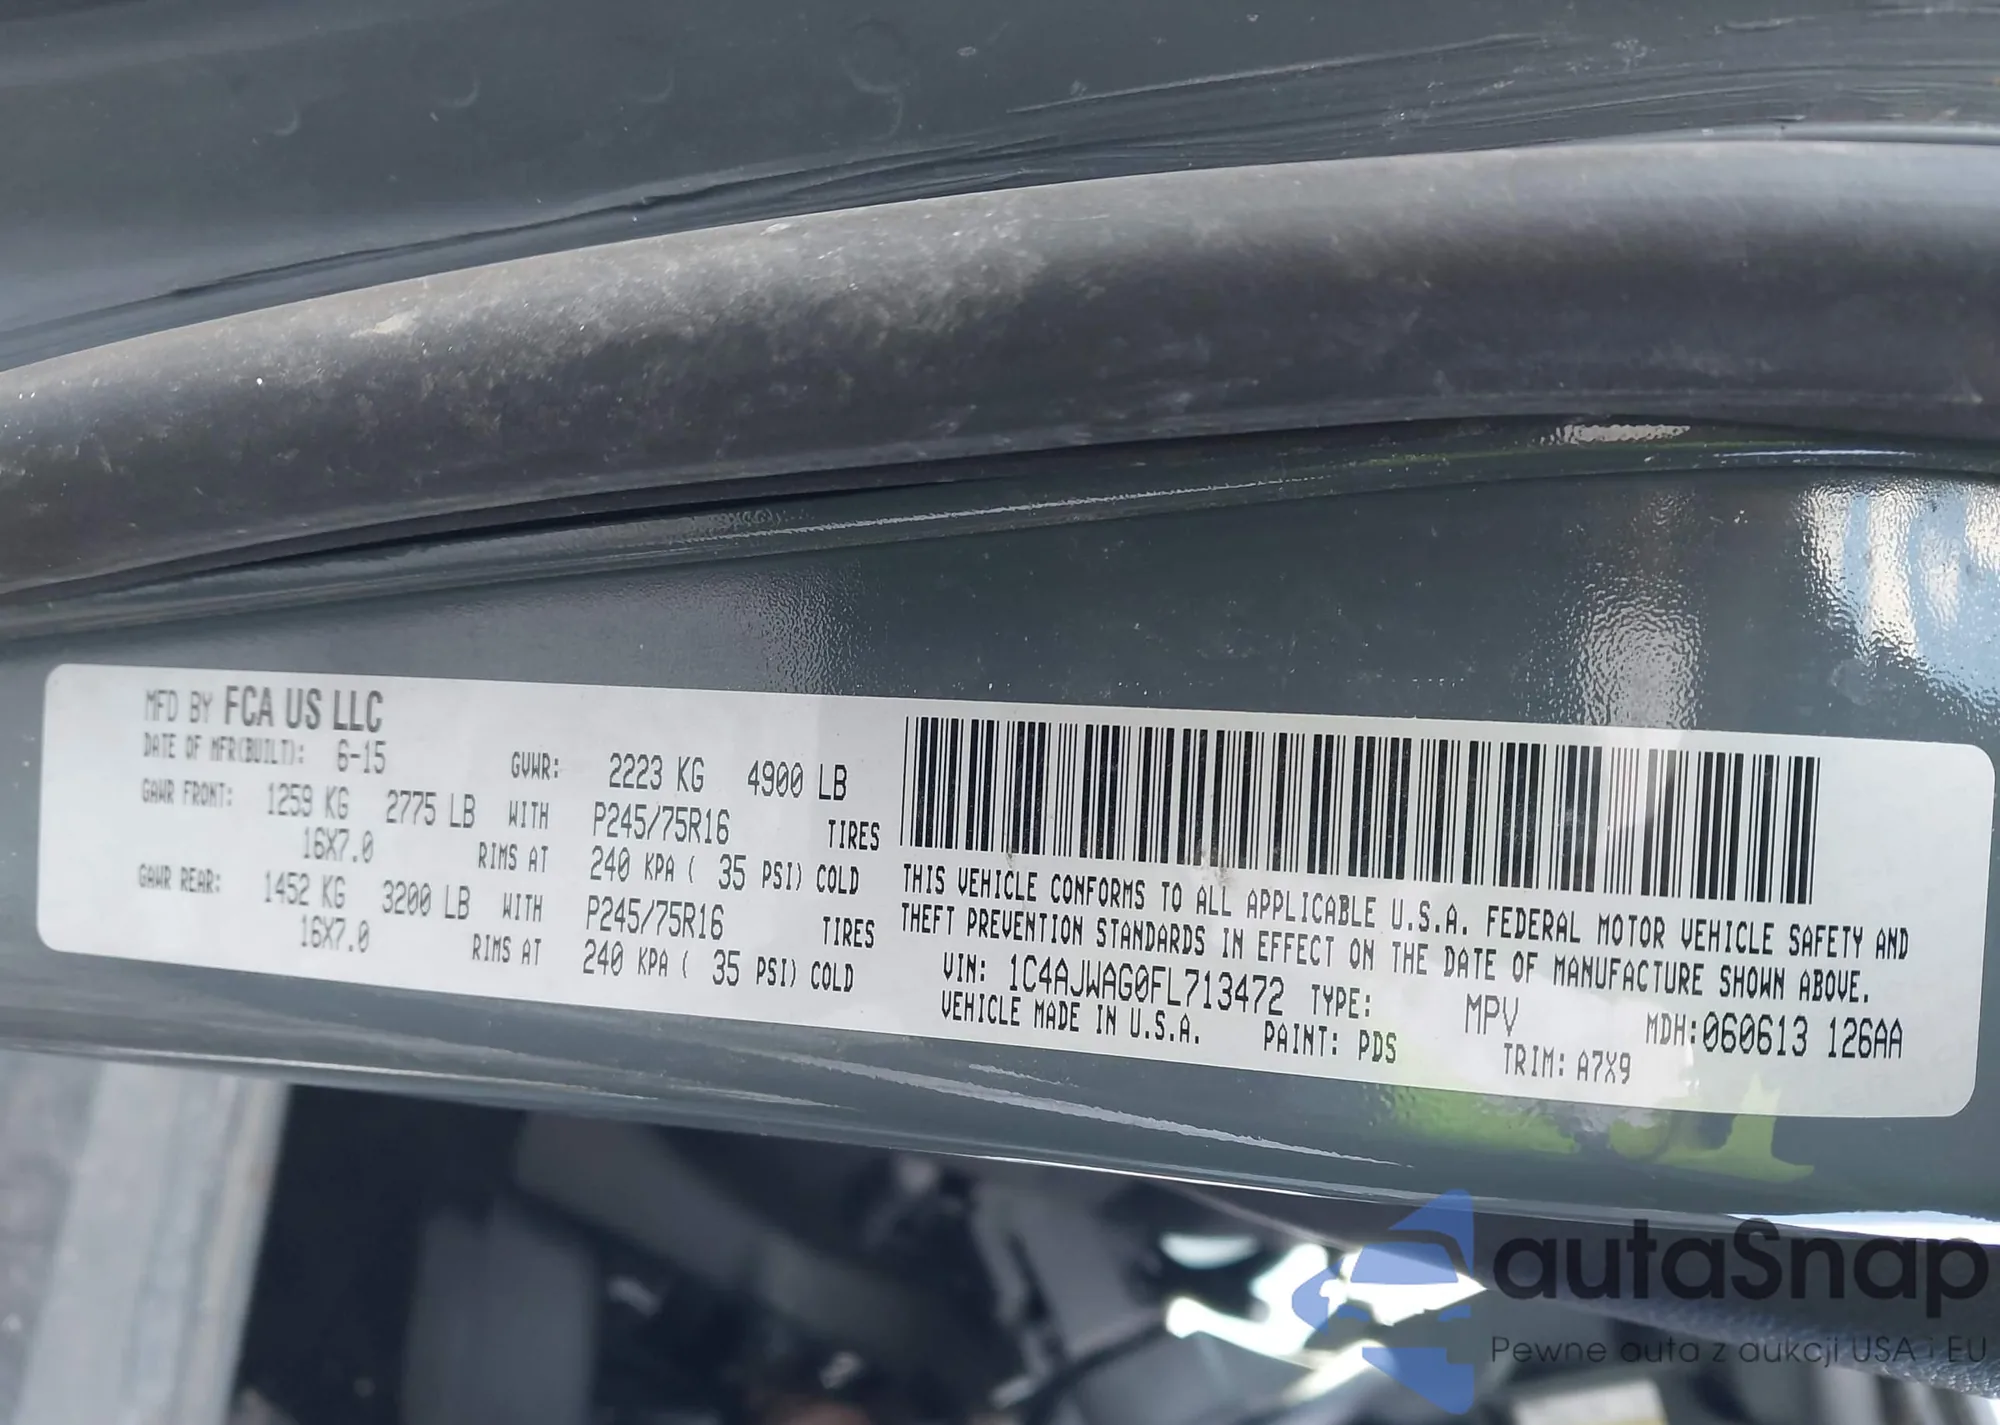 MFD BY FCA US LLC
DATE OF MFR(BUILT): 6-15 GVWR: 2223 KG 4900 LB
GAWR FRONT: 1259 KG 2775 LB WITH P245/75R16 TIRES
16X7.0 RIMS AT 240 KPA ( 35 PSI) COLD
GAWR REAR: 1452 KG 3200 LB WITH P245/75R16 TIRES
16X7.0 RIMS AT 240 KPA ( 35 PSI) COLD
THIS VEHICLE CONFORMS TO ALL APPLICABLE U.S.A. FEDERAL MOTOR VEHICLE SAFETY AND
THEFT PREVENTION STANDARDS IN EFFECT ON THE DATE OF MANUFACTURE SHOWN ABOVE.
VIN: 1C4AJWAG0FL713472 TYPE: MPV MDH:060613 126AA
VEHICLE MADE IN U.S.A. PAINT: PDS TRIM: A7X9
autaSnap
Pewne auta z aukcji USA i EU